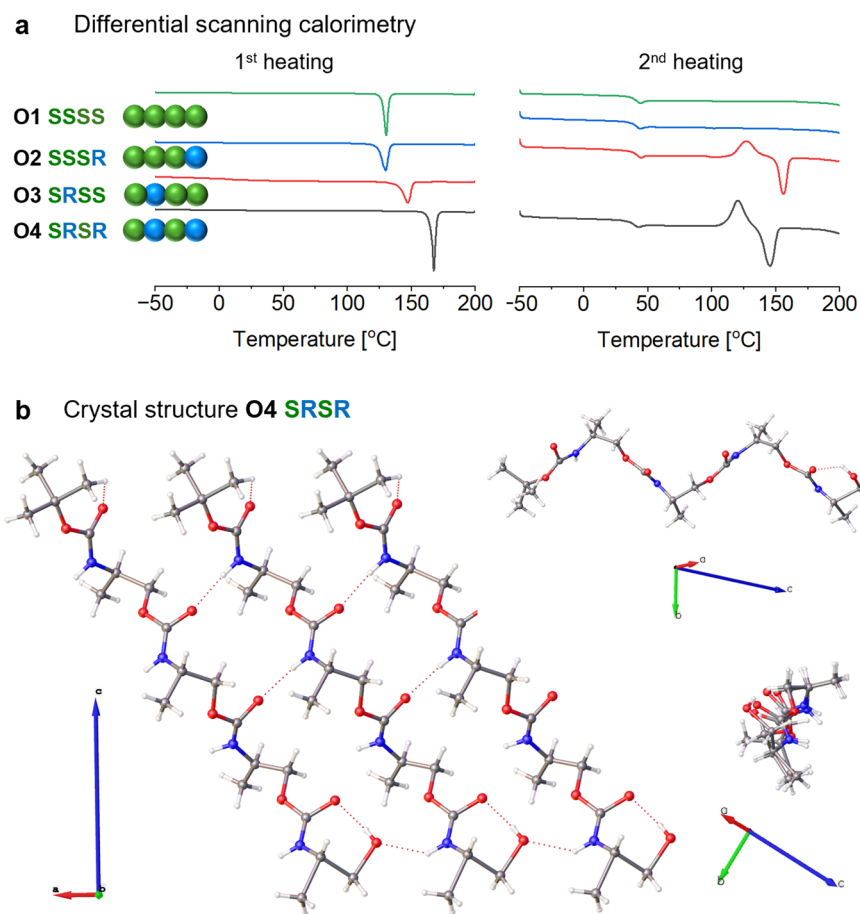 a Differential scanning calorimetry
1st heating 2nd heating
O1 SSSS
O2 SSSR
O3 SRSS
O4 SRSR
−50 0 50 100 150 200 −50 0 50 100 150 200
Temperature [°C] Temperature [°C]
b Crystal structure O4 SRSR
a
c
b
c
a
b
a
b
c